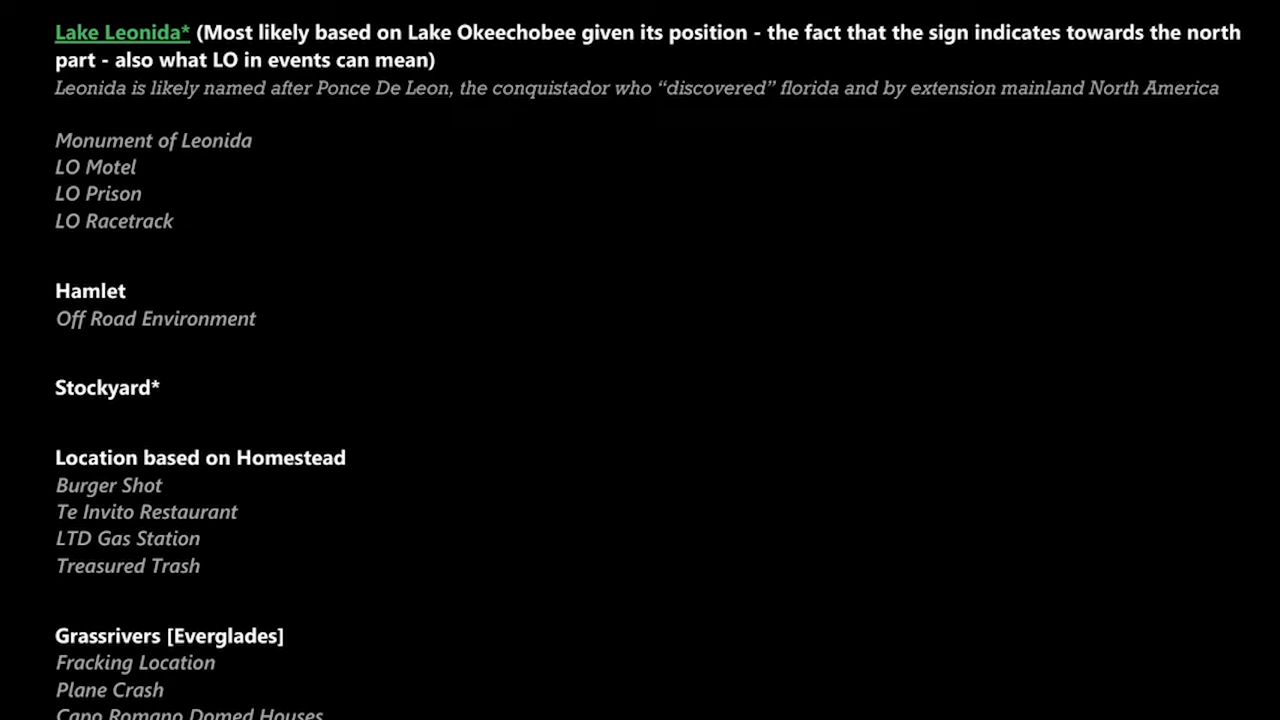 Lake Leonida* (Most likely based on Lake Okeechobee given its position - the fact that the sign indicates towards the north
part - also what LO in events can mean)
Leonida is likely named after Ponce De Leon, the conquistador who “discovered” florida and by extension mainland North America
Monument of Leonida
LO Motel
LO Prison
LO Racetrack
Hamlet
Off Road Environment
Stockyard*
Location based on Homestead
Burger Shot
Te Invito Restaurant
LTD Gas Station
Treasured Trash
Grassrivers [Everglades]
Fracking Location
Plane Crash
Capo Romano Domed Houses